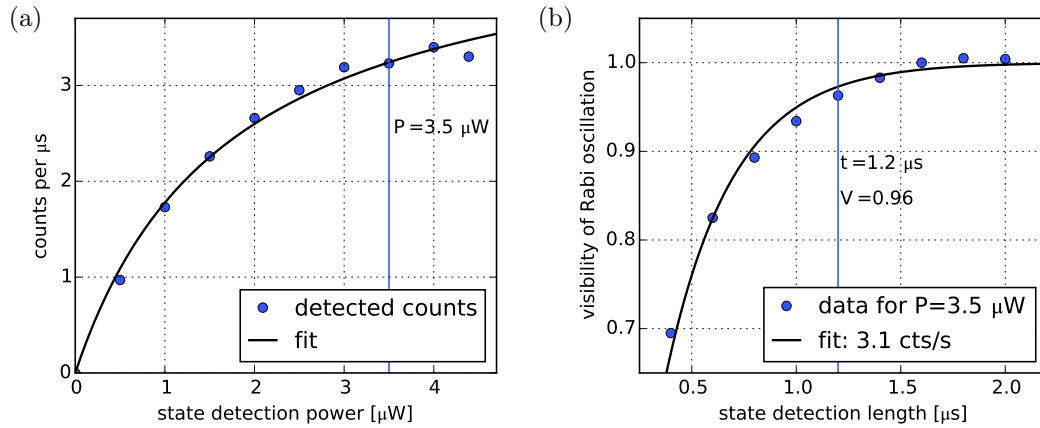 (a)
counts per μs
3
2
1
0
P =3.5 μW
detected counts
fit
0 1 2 3 4
state detection power [μW]
(b)
visibility of Rabi oscillation
1.0
0.9
0.8
0.7
t =1.2 μs
V =0.96
data for P=3.5 μW
fit: 3.1 cts/s
0.5 1.0 1.5 2.0
state detection length [μs]